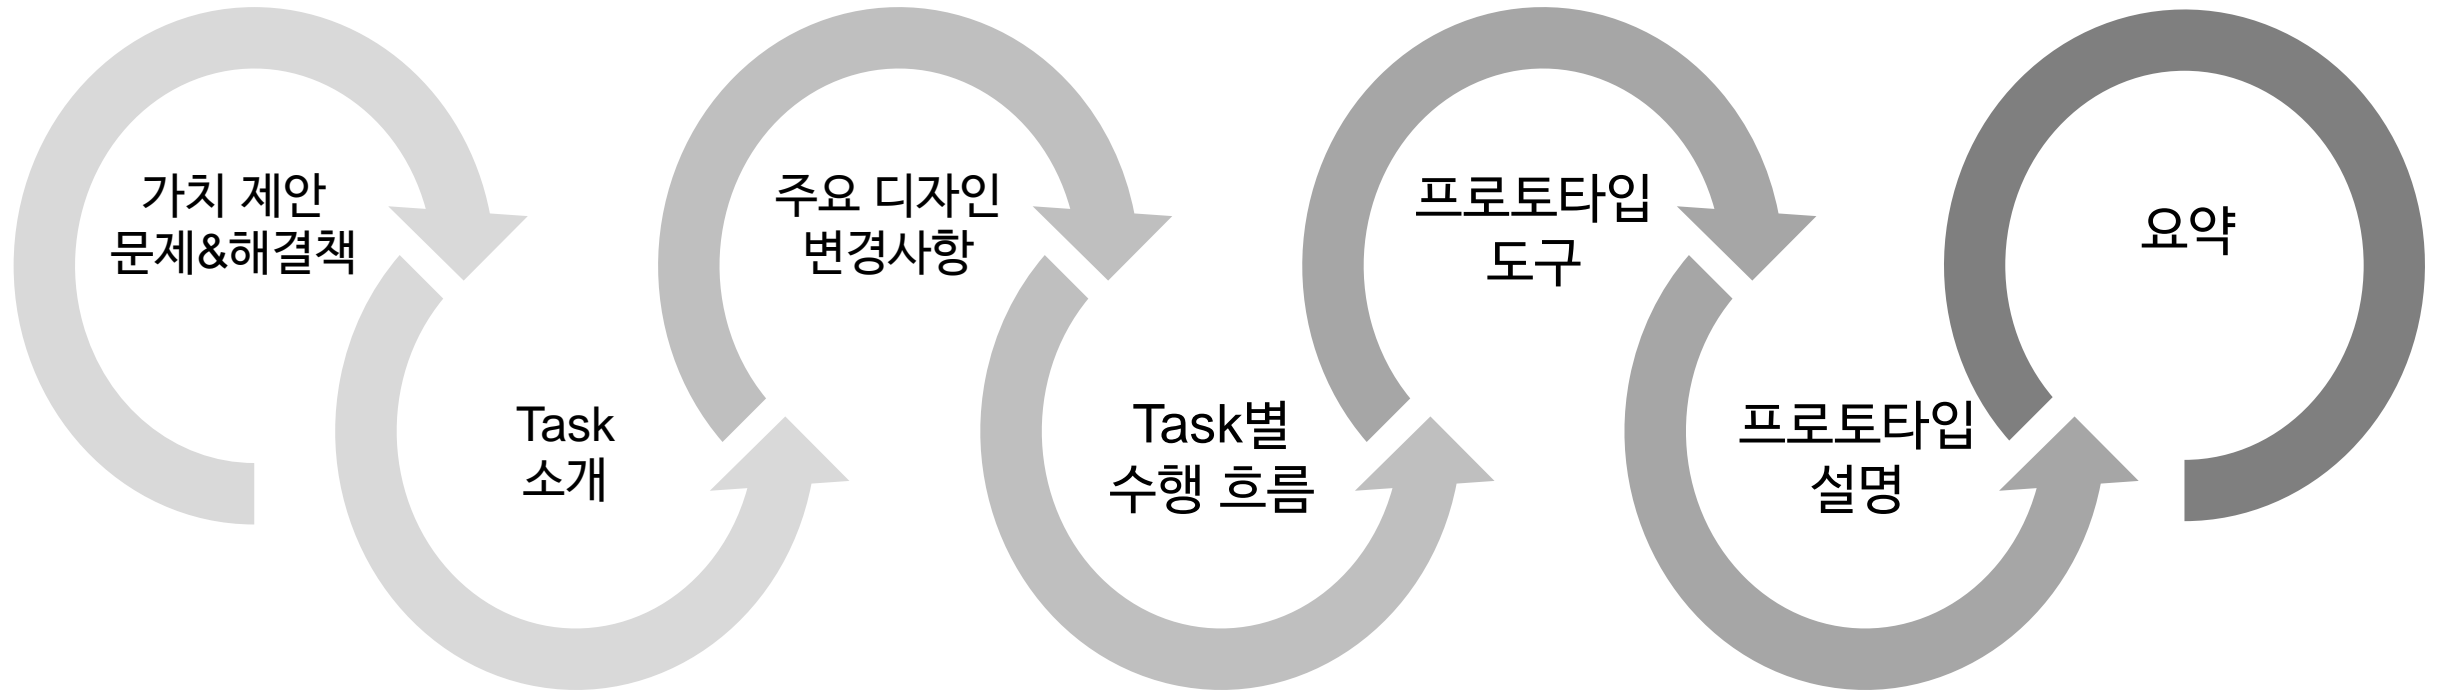 가치 제안
문제&해결책
Task
소개
주요 디자인
변경사항
Task별
수행 흐름
프로토타입
도구
프로토타입
설명
요약